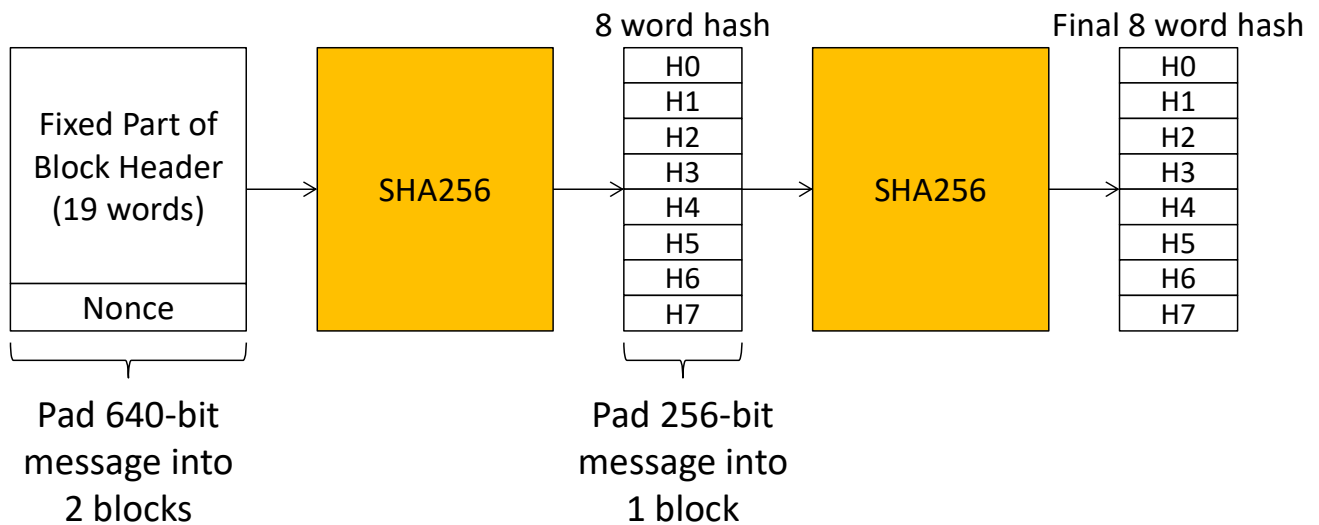 8 word hash
Final 8 word hash
Fixed Part of
Block Header
(19 words)
Nonce
SHA256
H0
H1
H2
H3
H4
H5
H6
H7
SHA256
H0
H1
H2
H3
H4
H5
H6
H7
Pad 640-bit
message into
2 blocks
Pad 256-bit
message into
1 block